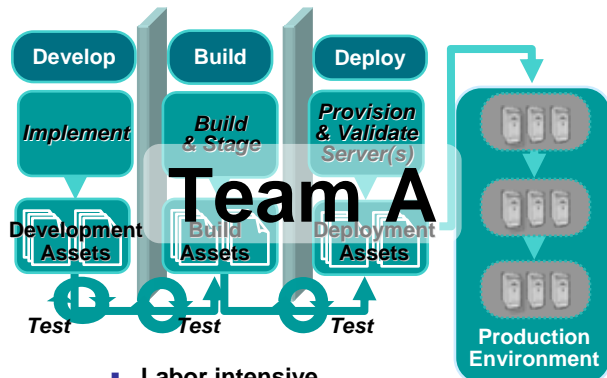 Develop
Build
Deploy
Implement
Build
& Stage
Provision
& Validate
Server(s)
Team A
Development
Assets
Build
Assets
Deployment
Assets
Test
Test
Test
Production
Environment
Labor intensive